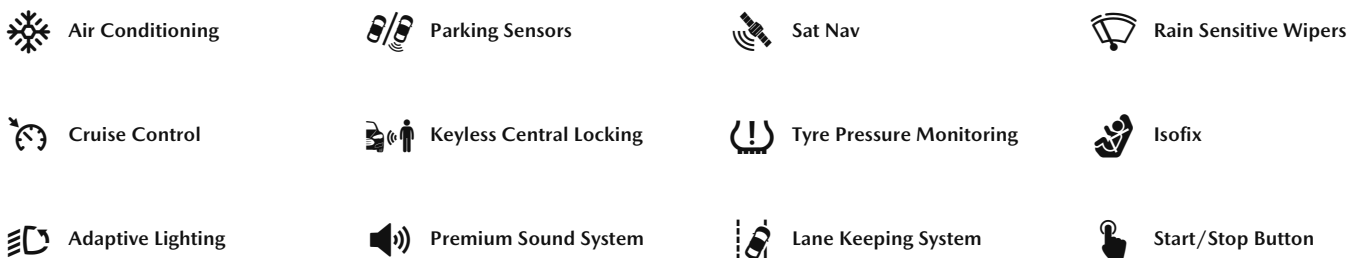 Air Conditioning
Parking Sensors
Sat Nav
Rain Sensitive Wipers
Cruise Control
Keyless Central Locking
Tyre Pressure Monitoring
Isofix
Adaptive Lighting
Premium Sound System
Lane Keeping System
Start/Stop Button